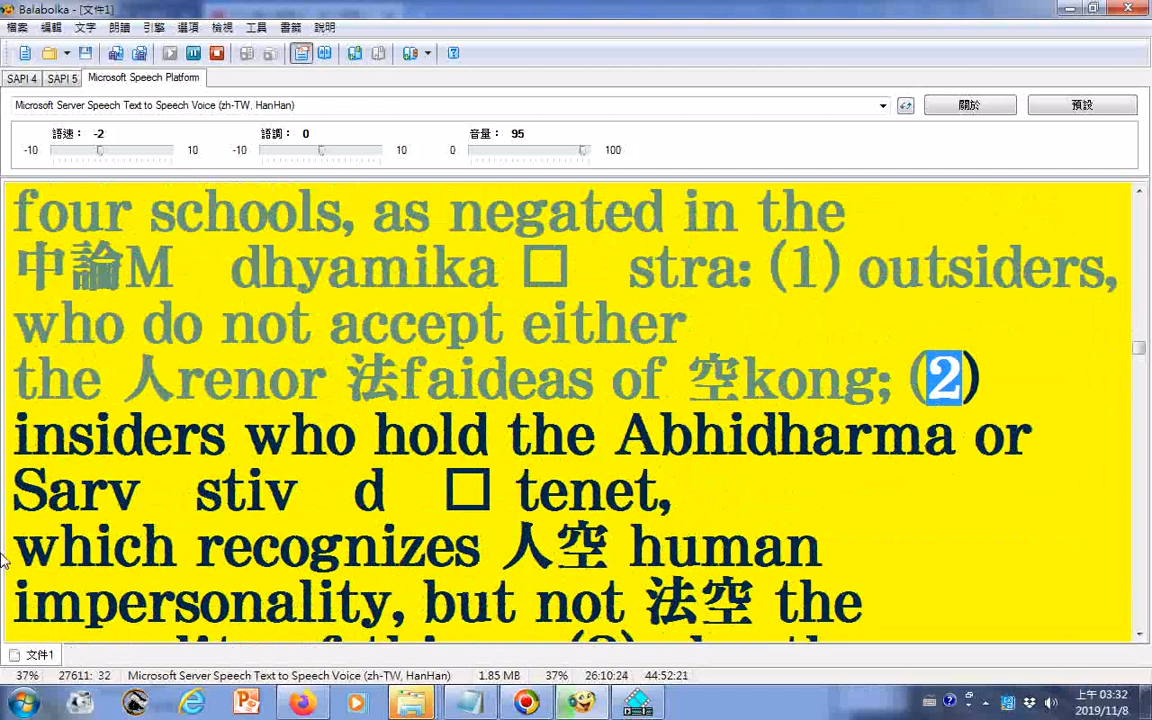 Balabolka - [文件1]
檔案 編輯 文字 朗讀 引擎 選項 檢視 工具 書籤 說明
SAPI 4 SAPI 5 Microsoft Speech Platform
Microsoft Server Speech Text to Speech Voice (zh-TW, HanHan) 關於 預設
語速： -2 語調： 0 音量： 95
-10 10 -10 10 0 100
four schools, as negated in the
中論M dhyamika □ stra: (1) outsiders,
who do not accept either
the 人renor 法faideas of 空kong; (2)
insiders who hold the Abhidharma or
Sarv stiv d □ tenet,
which recognizes 人空 human
impersonality, but not 法空 the
文件1
37% 27611: 32 Microsoft Server Speech Text to Speech Voice (zh-TW, HanHan) 1.85 MB 37% 26:10:24 44:52:21
上午 03:32
2019/11/8